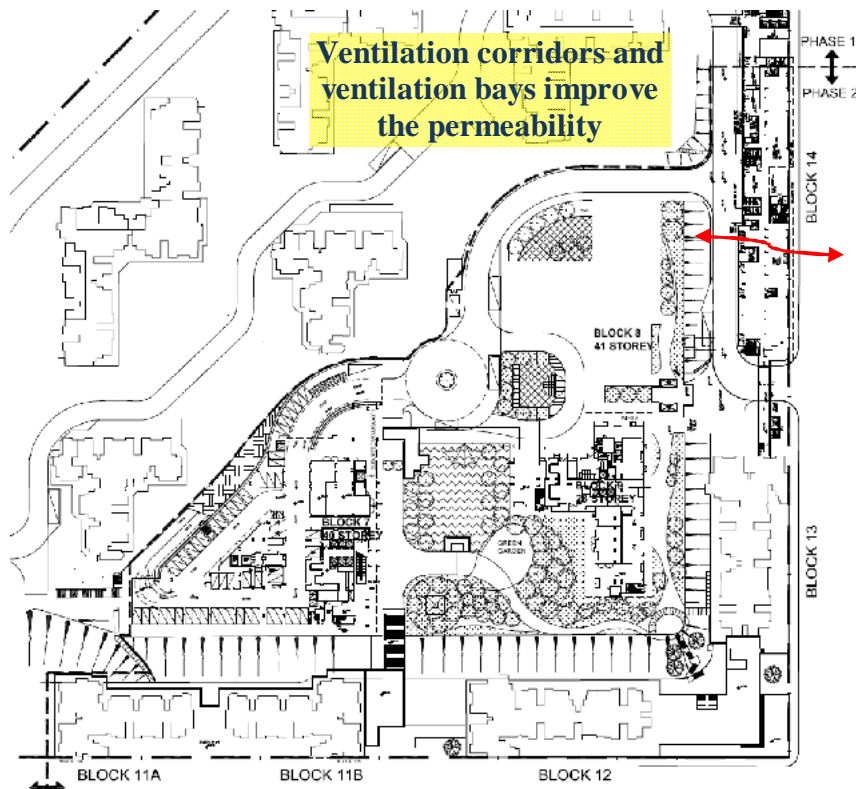 Ventilation corridors and
ventilation bays improve
the permeability
PHASE 1
PHASE 2
BLOCK 14
BLOCK 8
41 STOREY
BLOCK 7
40 STOREY
STOREY
GREEN
GARDEN
BLOCK 13
BLOCK 11A
BLOCK 11B
BLOCK 12